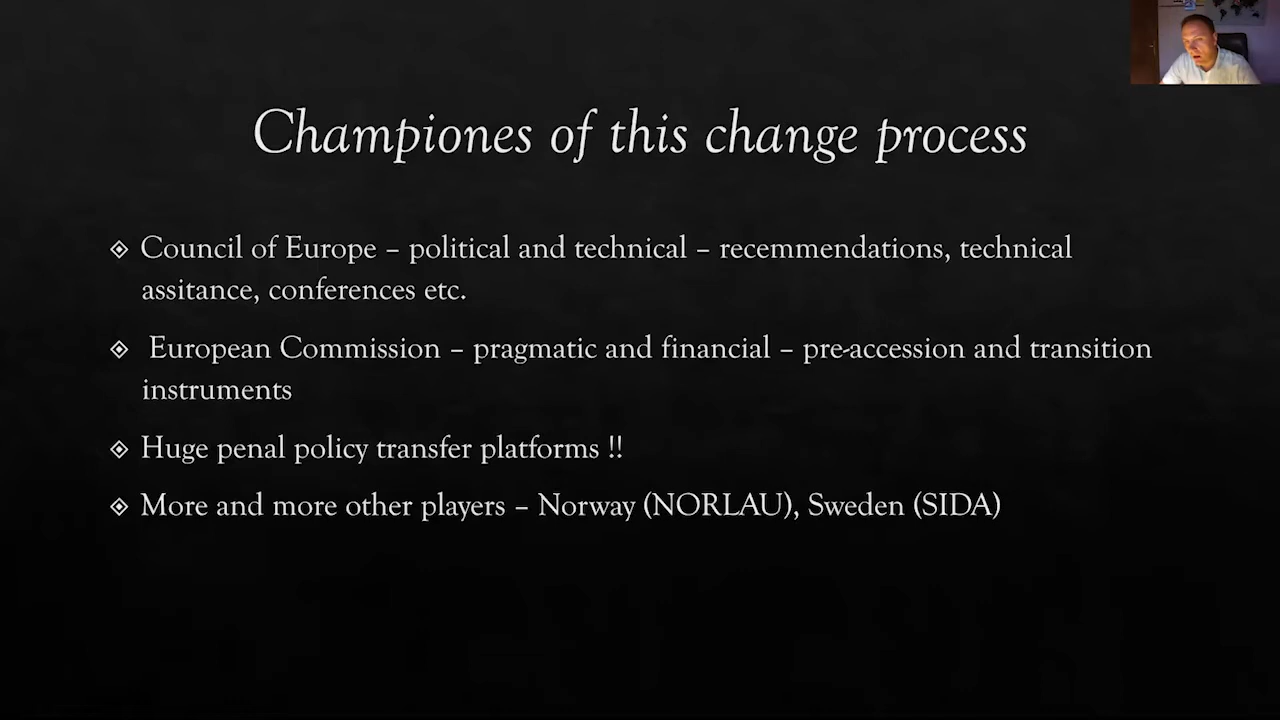 Championes of this change process
Council of Europe – political and technical – recemmendations, technical
assitance, conferences etc.
European Commission – pragmatic and financial – pre-accession and transition
instruments
Huge penal policy transfer platforms !!
More and more other players – Norway (NORLAU), Sweden (SIDA)